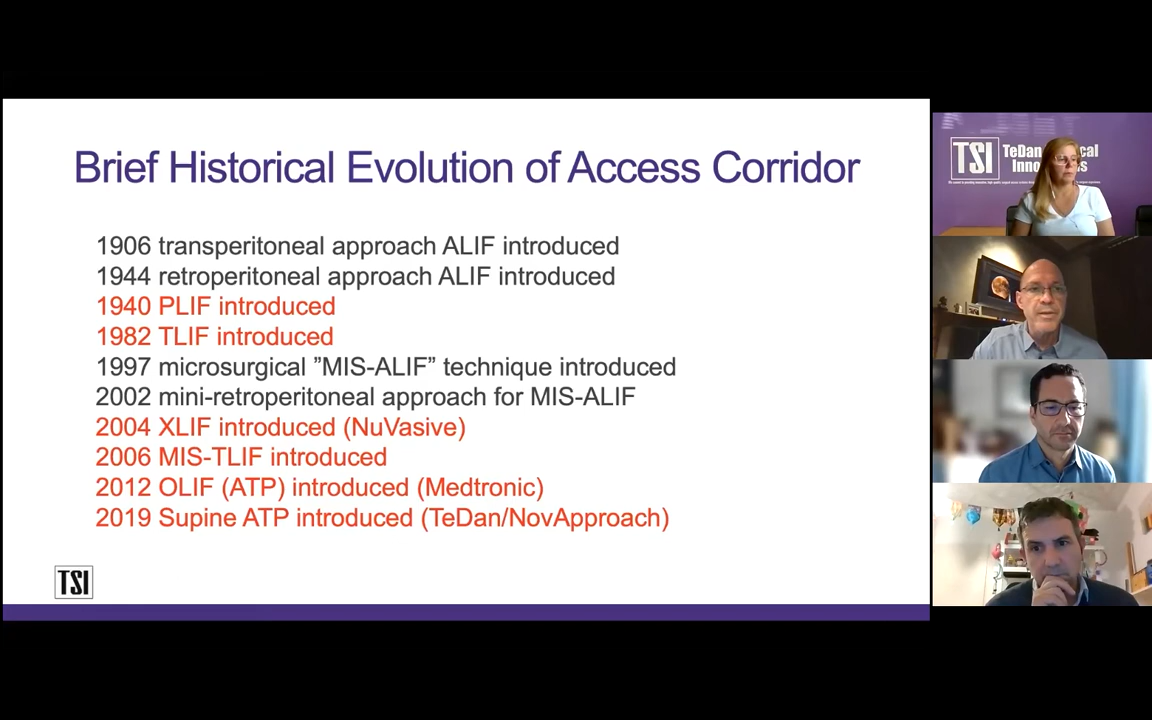 Brief Historical Evolution of Access Corridor
1906 transperitoneal approach ALIF introduced
1944 retroperitoneal approach ALIF introduced
1940 PLIF introduced
1982 TLIF introduced
1997 microsurgical ”MIS-ALIF” technique introduced
2002 mini-retroperitoneal approach for MIS-ALIF
2004 XLIF introduced (NuVasive)
2006 MIS-TLIF introduced
2012 OLIF (ATP) introduced (Medtronic)
2019 Supine ATP introduced (TeDan/NovApproach)
TSI
TSI
TeDan